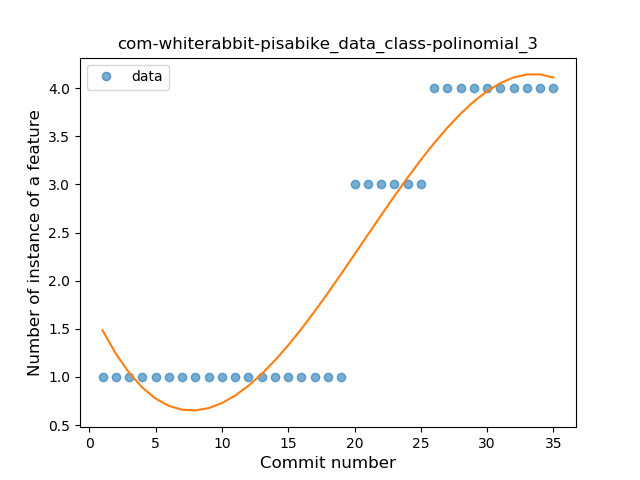 com-whiterabbit-pisabike_data_class-polinomial_3
data
Number of instance of a feature
4.0
3.5
3.0
2.5
2.0
1.5
1.0
0.5
0 5 10 15 20 25 30 35
Commit number